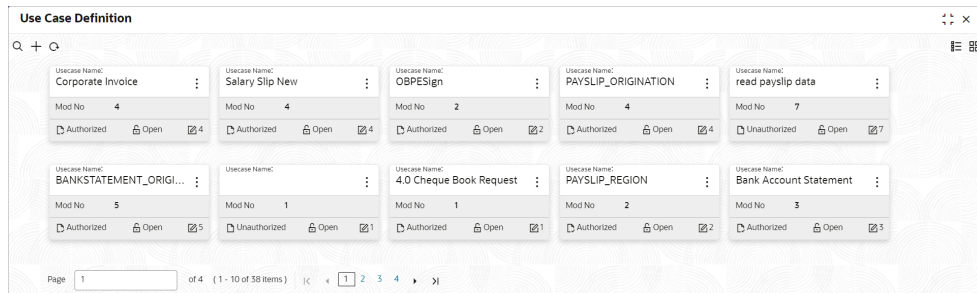 Use Case Definition
Usecase Name:
Corporate Invoice
Mod No 4
Authorized Open 4
Usecase Name:
Salary Slip New
Mod No 4
Authorized Open 4
Usecase Name:
OBPESign
Mod No 2
Authorized Open 2
Usecase Name:
PAYSLIP_ORIGINATION
Mod No 4
Authorized Open 4
Usecase Name:
read payslip data
Mod No 7
Unauthorized Open 7
Usecase Name:
BANKSTATEMENT_ORIGI...
Mod No 5
Authorized Open 5
Usecase Name:
Mod No 1
Unauthorized Open 1
Usecase Name:
4.0 Cheque Book Request
Mod No 1
Authorized Open 1
Usecase Name:
PAYSLIP_REGION
Mod No 2
Authorized Open 2
Usecase Name:
Bank Account Statement
Mod No 3
Authorized Open 3
Page 1 of 4 (1 - 10 of 38 items) 1 2 3 4